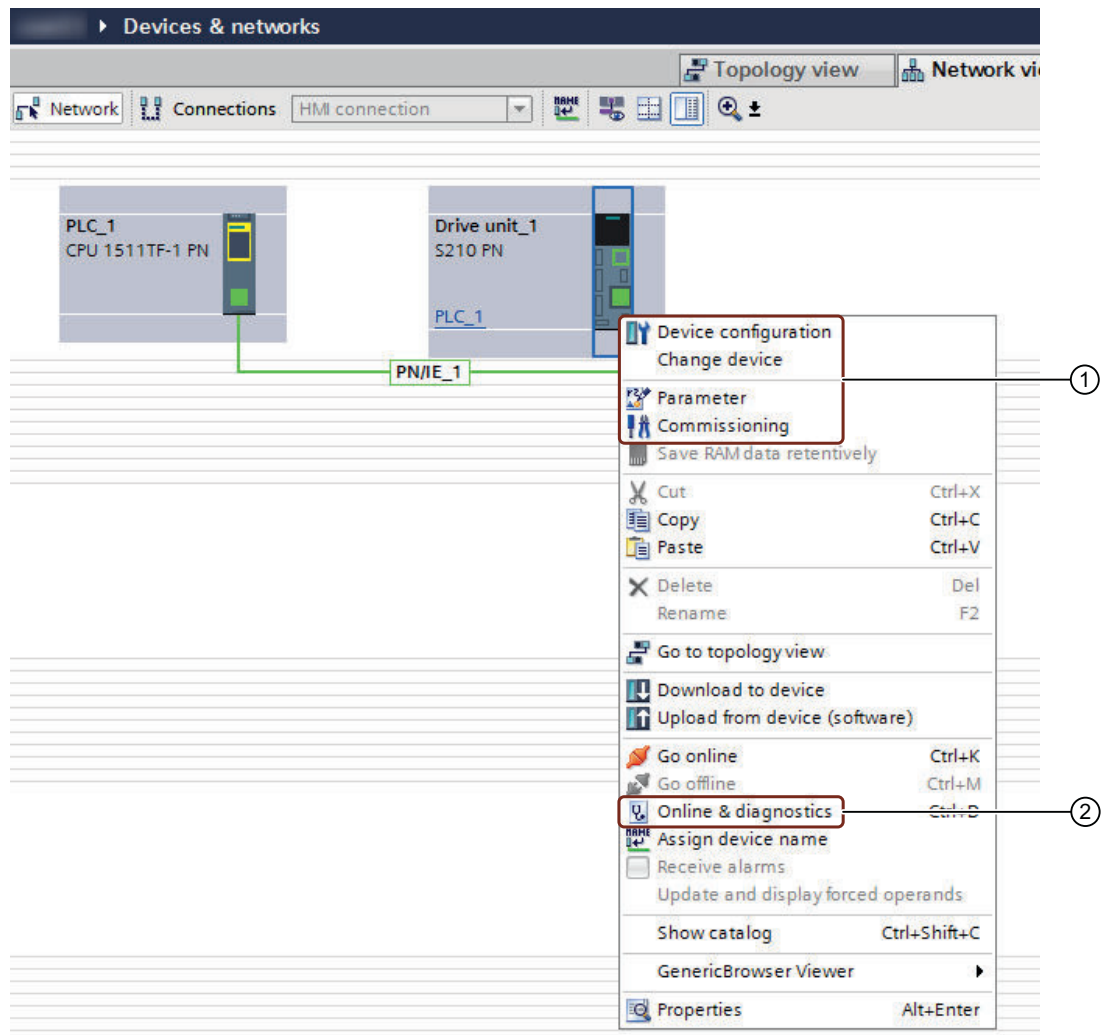 Devices & networks
Topology view
Network vi
Network
Connections
HMI connection
PLC_1
CPU 1511TF-1 PN
Drive unit_1
S210 PN
PLC_1
PN/IE_1
Device configuration
Change device
1
Parameter
Commissioning
Save RAM data retentively
Cut Ctrl+X
Copy Ctrl+C
Paste Ctrl+V
Delete Del
Rename F2
Go to topology view
Download to device
Upload from device (software)
Go online Ctrl+K
Go offline Ctrl+M
Online & diagnostics Ctrl+D
2
Assign device name
Receive alarms
Update and display forced operands
Show catalog Ctrl+Shift+C
GenericBrowser Viewer
Properties Alt+Enter